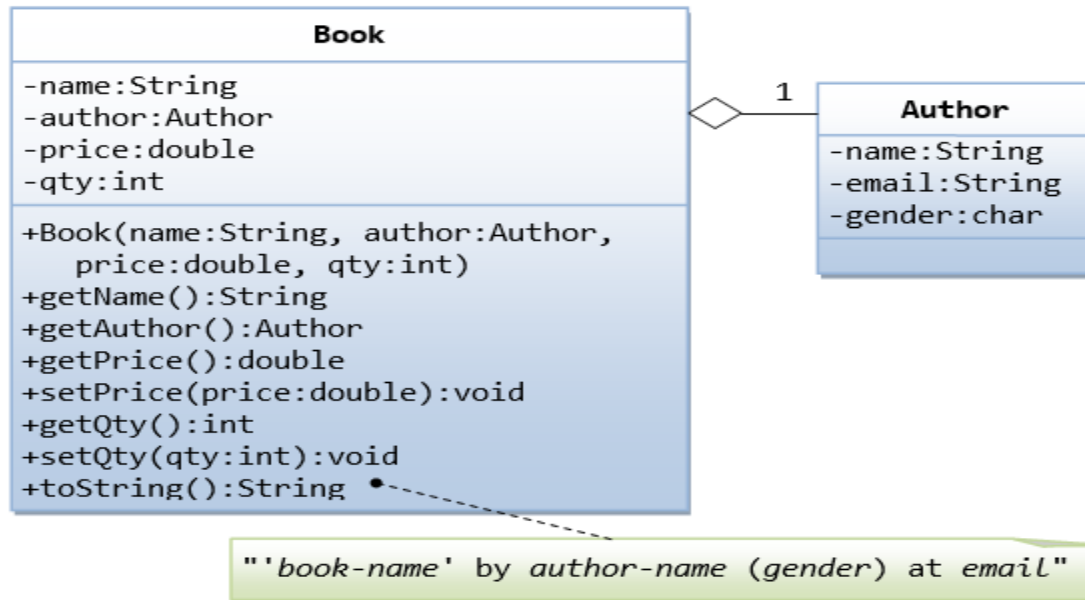 Book
-name:String
-author:Author
-price:double
-qty:int
+Book(name:String, author:Author,
price:double, qty:int)
+getName():String
+getAuthor():Author
+getPrice():double
+setPrice(price:double):void
+getQty():int
+setQty(qty:int):void
+toString():String
1
Author
-name:String
-email:String
-gender:char
"'book-name' by author-name (gender) at email"